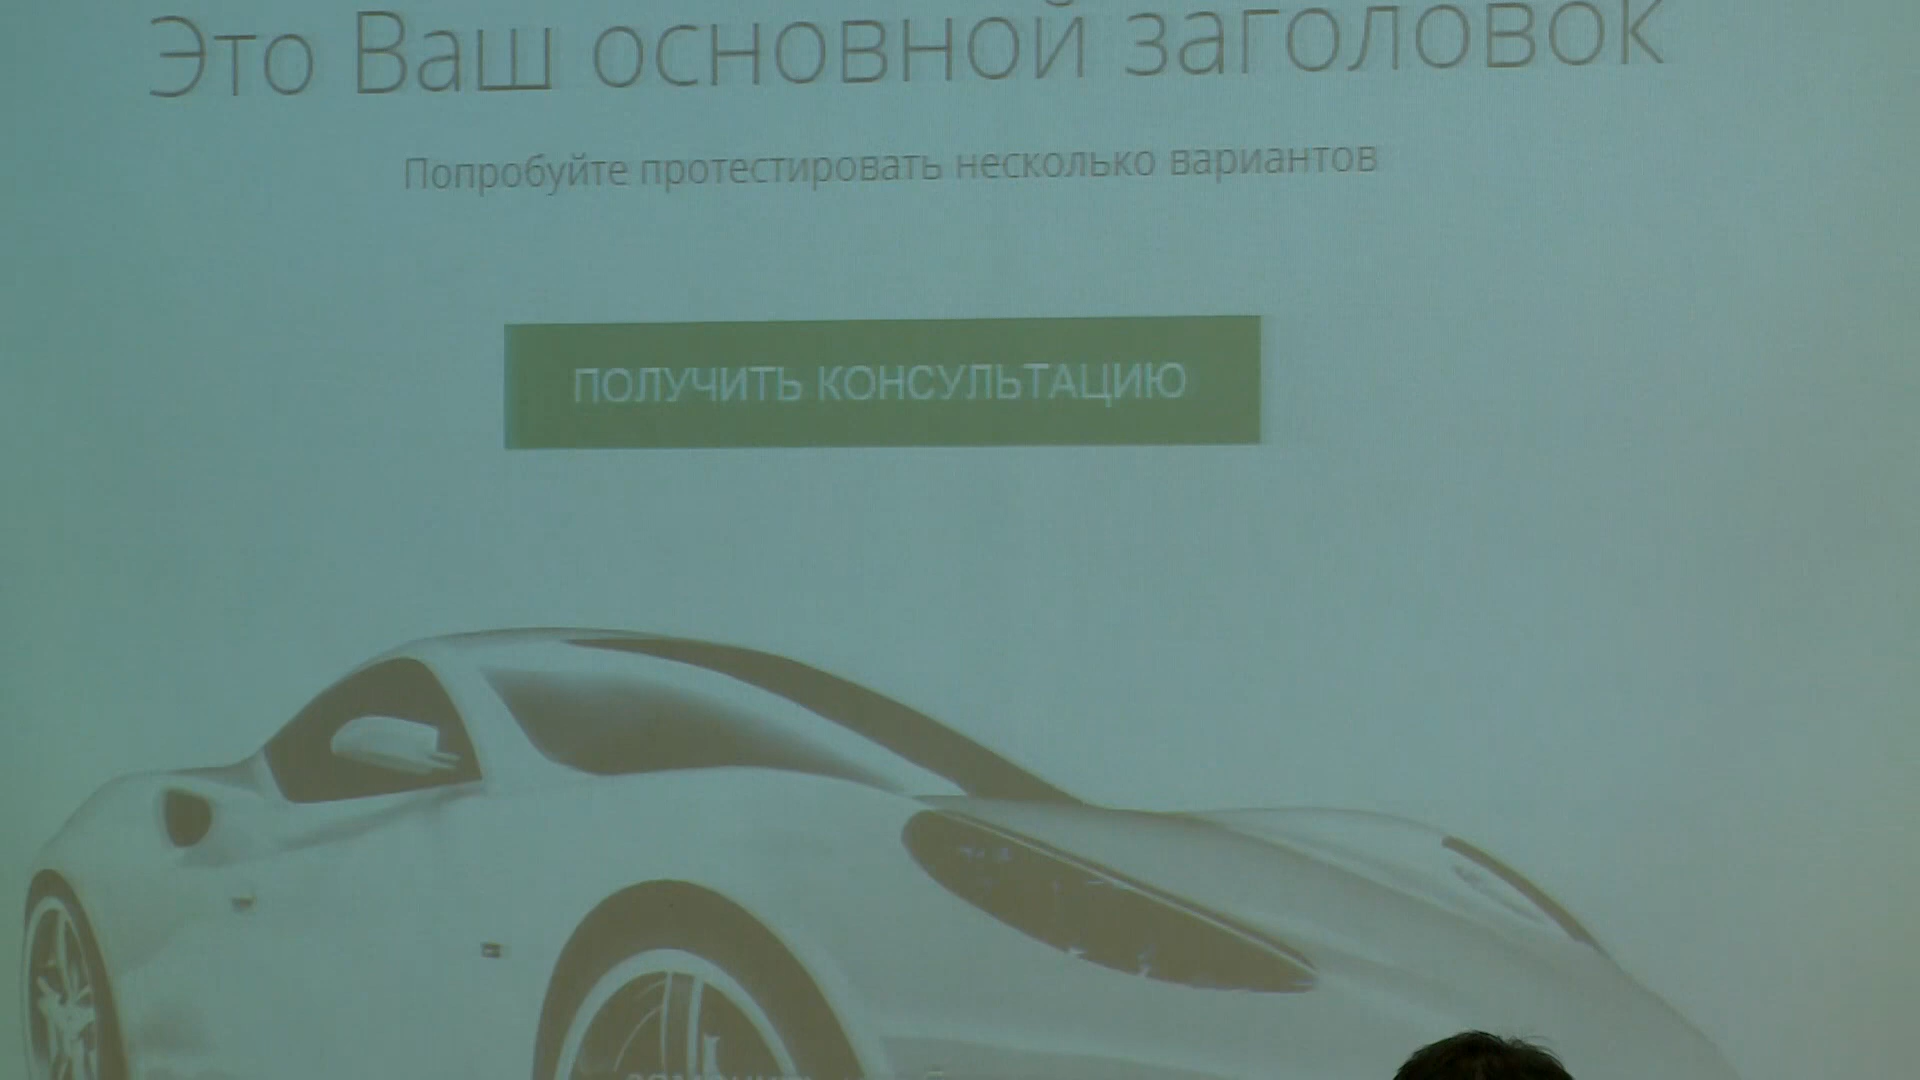 Это Ваш основной заголовок
Попробуйте протестировать несколько вариантов
ПОЛУЧИТЬ КОНСУЛЬТАЦИЮ